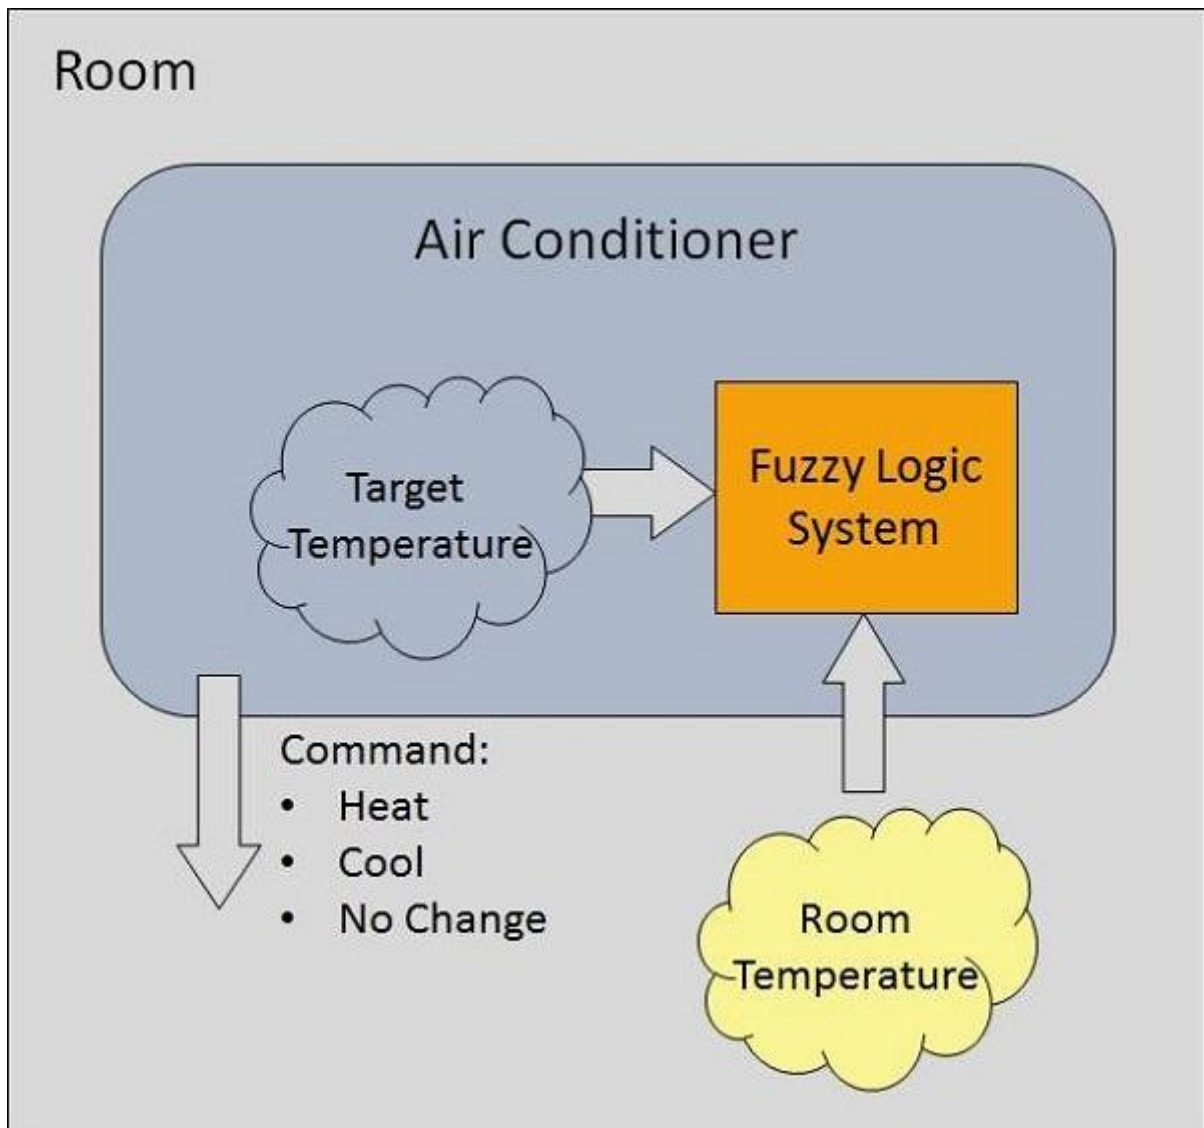 Room
Air Conditioner
Target
Temperature
Fuzzy Logic
System
Command:
• Heat
• Cool
• No Change
Room
Temperature